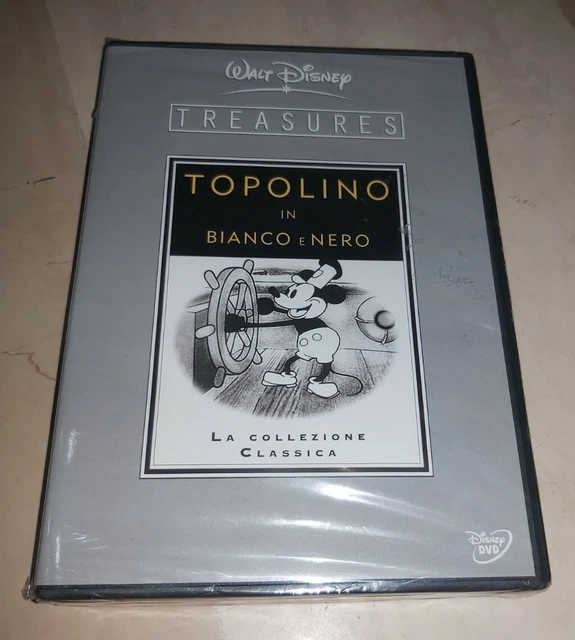 WALT DISNEY
TREASURES
TOPOLINO
IN
BIANCO E NERO
LA COLLEZIONE
CLASSICA
DISNEY
DVD